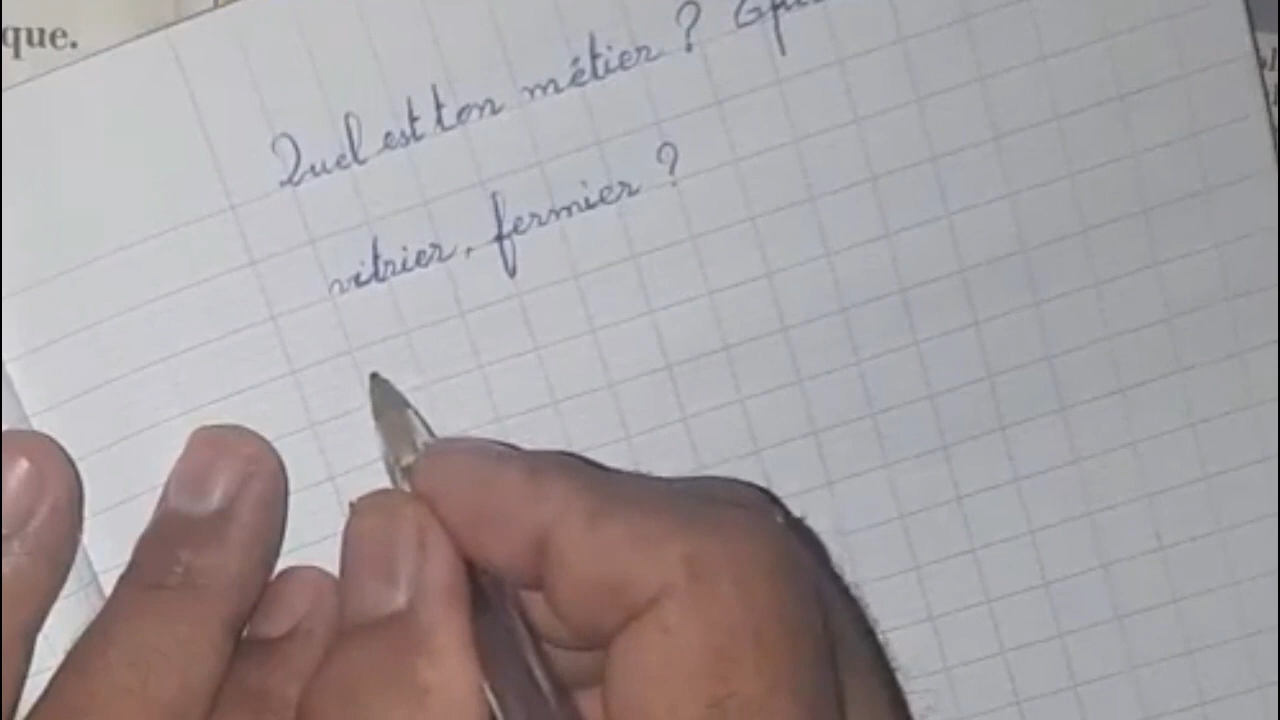 que.
Quel est ton métier ?
vitrier, fermier ?